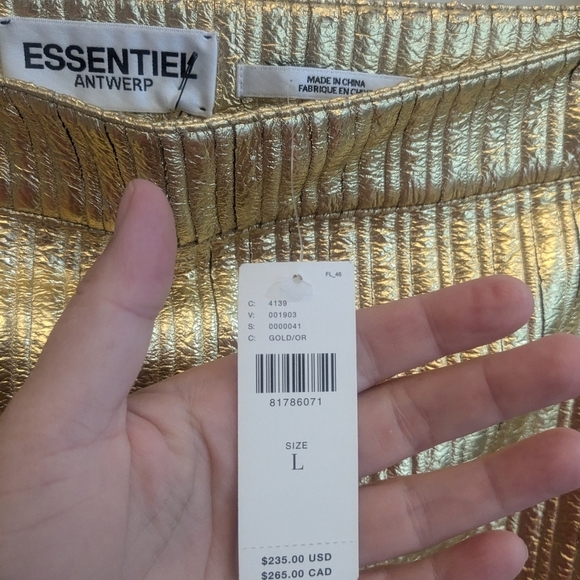 ESSENTIEL
ANTWERP
MADE IN CHINA
FABRIQUE EN
FL_46
C: 4139
V: 001903
S: 0000041
C: GOLD/OR
81786071
SIZE
L
$235.00 USD
$265.00 CAD